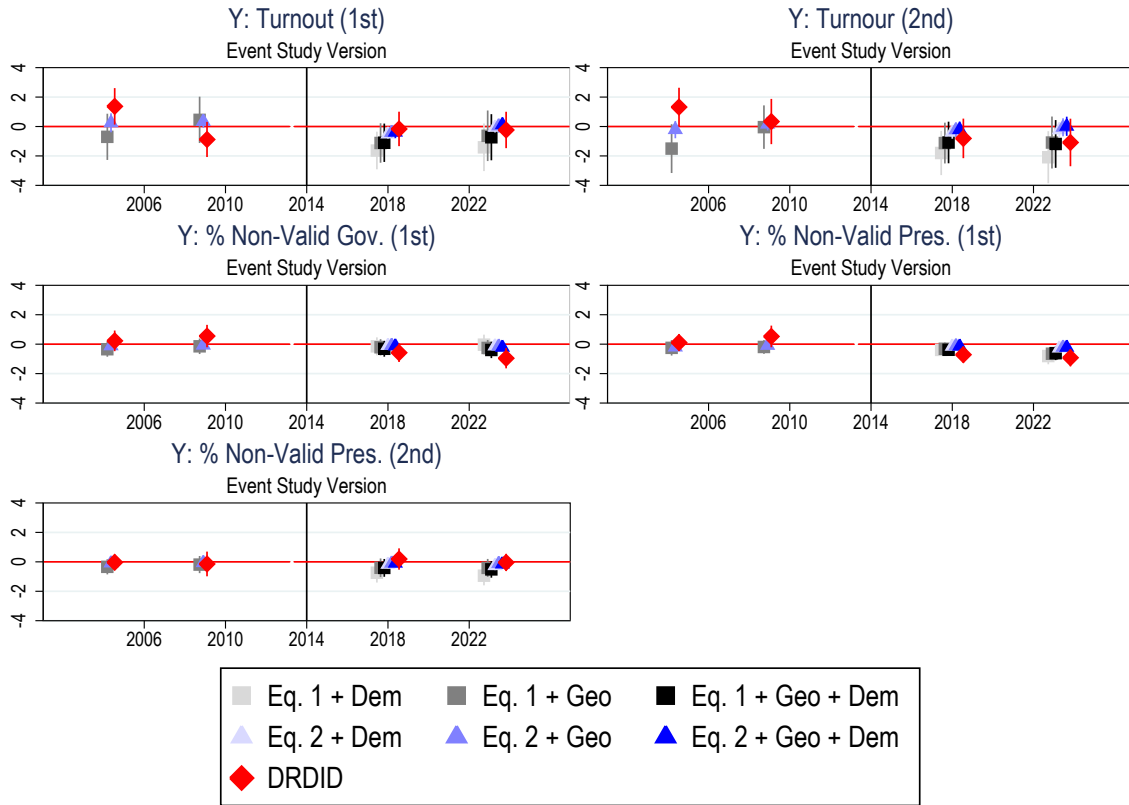 Y: Turnout (1st)
Event Study Version
4
2
0
-2
-4
2006 2010 2014 2018 2022
Y: Turnour (2nd)
Event Study Version
4
2
0
-2
-4
2006 2010 2014 2018 2022
Y: % Non-Valid Gov. (1st)
Event Study Version
4
2
0
-2
-4
2006 2010 2014 2018 2022
Y: % Non-Valid Pres. (1st)
Event Study Version
4
2
0
-2
-4
2006 2010 2014 2018 2022
Y: % Non-Valid Pres. (2nd)
Event Study Version
4
2
0
-2
-4
2006 2010 2014 2018 2022
Eq. 1 + Dem Eq. 1 + Geo Eq. 1 + Geo + Dem
Eq. 2 + Dem Eq. 2 + Geo Eq. 2 + Geo + Dem
DRDID